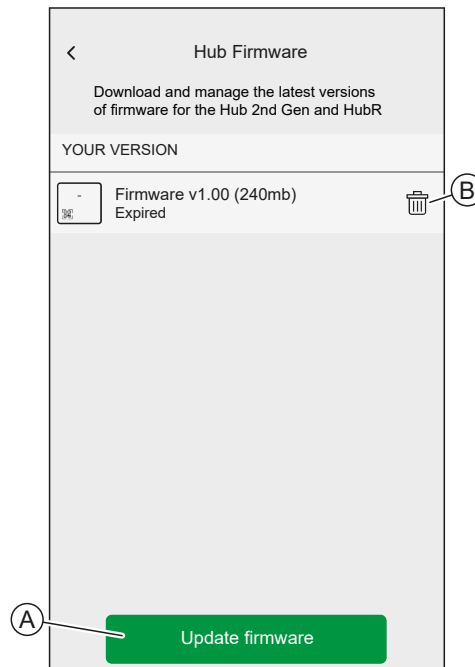 Hub Firmware
Download and manage the latest versions
of firmware for the Hub 2nd Gen and HubR
YOUR VERSION
Firmware v1.00 (240mb)
Expired
B
A
Update firmware